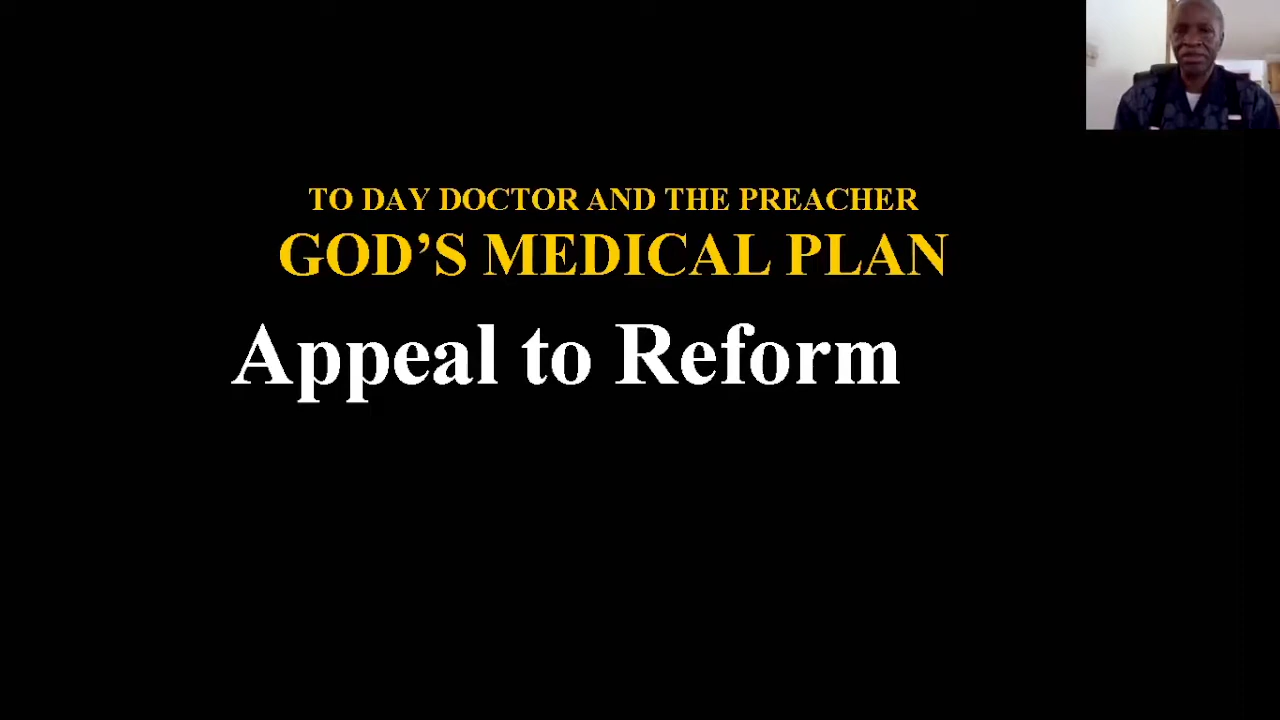 TO DAY DOCTOR AND THE PREACHER
GOD’S MEDICAL PLAN
Appeal to Reform